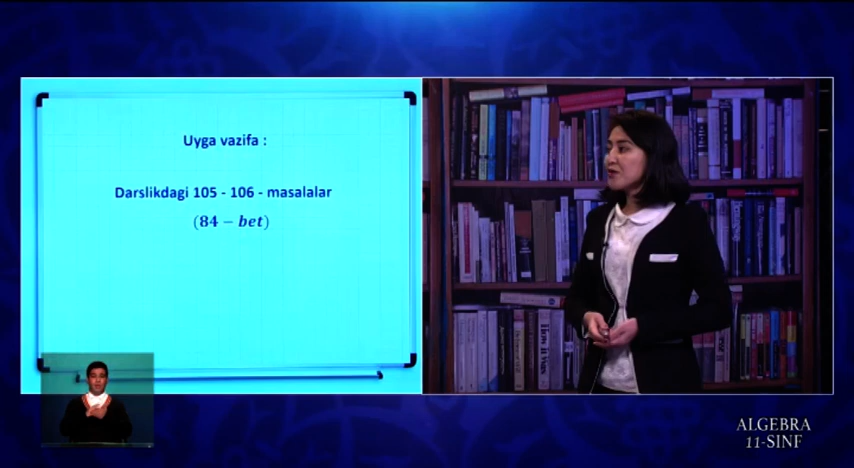 Uyga vazifa :
Darslikdagi 105 - 106 - masalalar
(84 – bet)
ALGEBRA
11-SINF